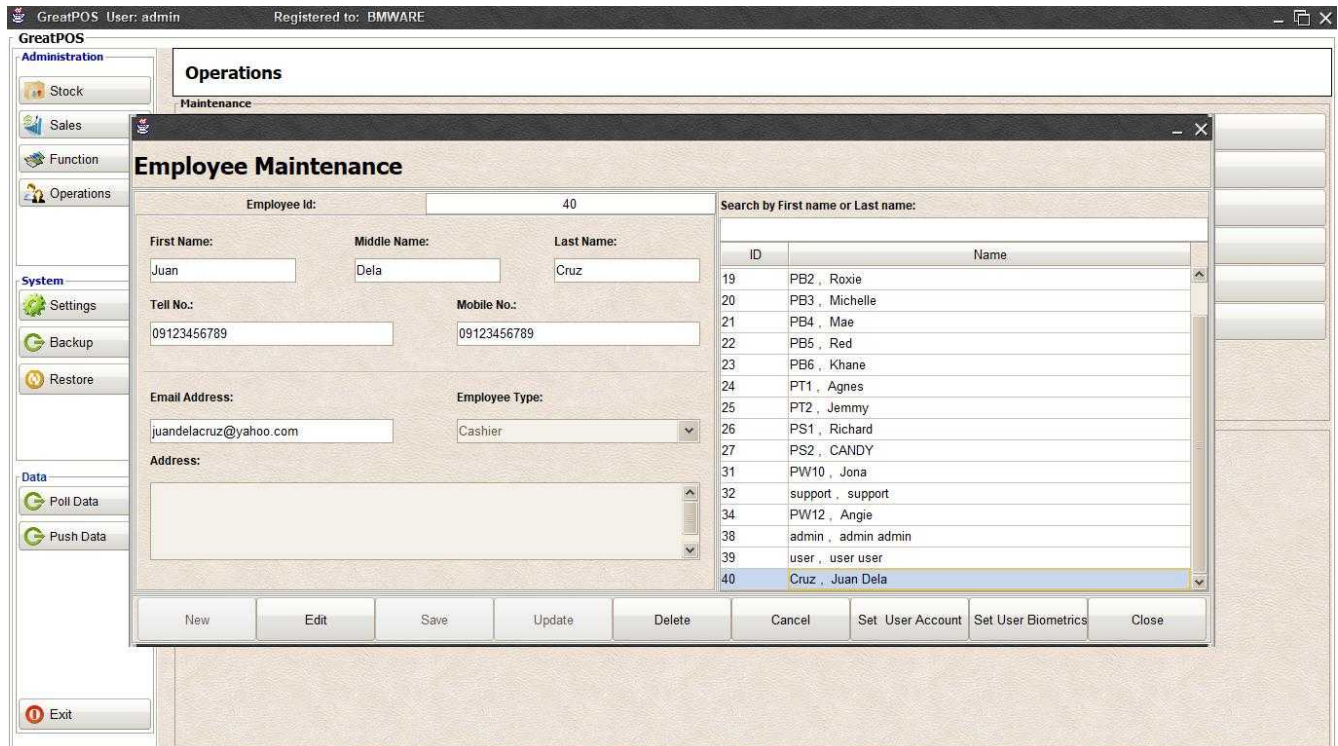 GreatPOS User: admin Registered to: BMWARE
GreatPOS
Administration
Stock
Sales
Function
Operations
System
Settings
Backup
Restore
Data
Poll Data
Push Data
Exit
Operations
Maintenance
Employee Maintenance
Employee Id: 40
First Name: Middle Name: Last Name:
Juan Dela Cruz
Tell No.: Mobile No.:
09123456789 09123456789
Email Address: Employee Type:
juandelacruz@yahoo.com Cashier
Address:
Search by First name or Last name:
ID Name
19 PB2 , Roxie
20 PB3 , Michelle
21 PB4 , Mae
22 PB5 , Red
23 PB6 , Khane
24 PT1 , Agnes
25 PT2 , Jemmy
26 PS1 , Richard
27 PS2 , CANDY
31 PW10 , Jona
32 support , support
34 PW12 , Angie
38 admin , admin admin
39 user , user user
40 Cruz , Juan Dela
New Edit Save Update Delete Cancel Set User Account Set User Biometrics Close